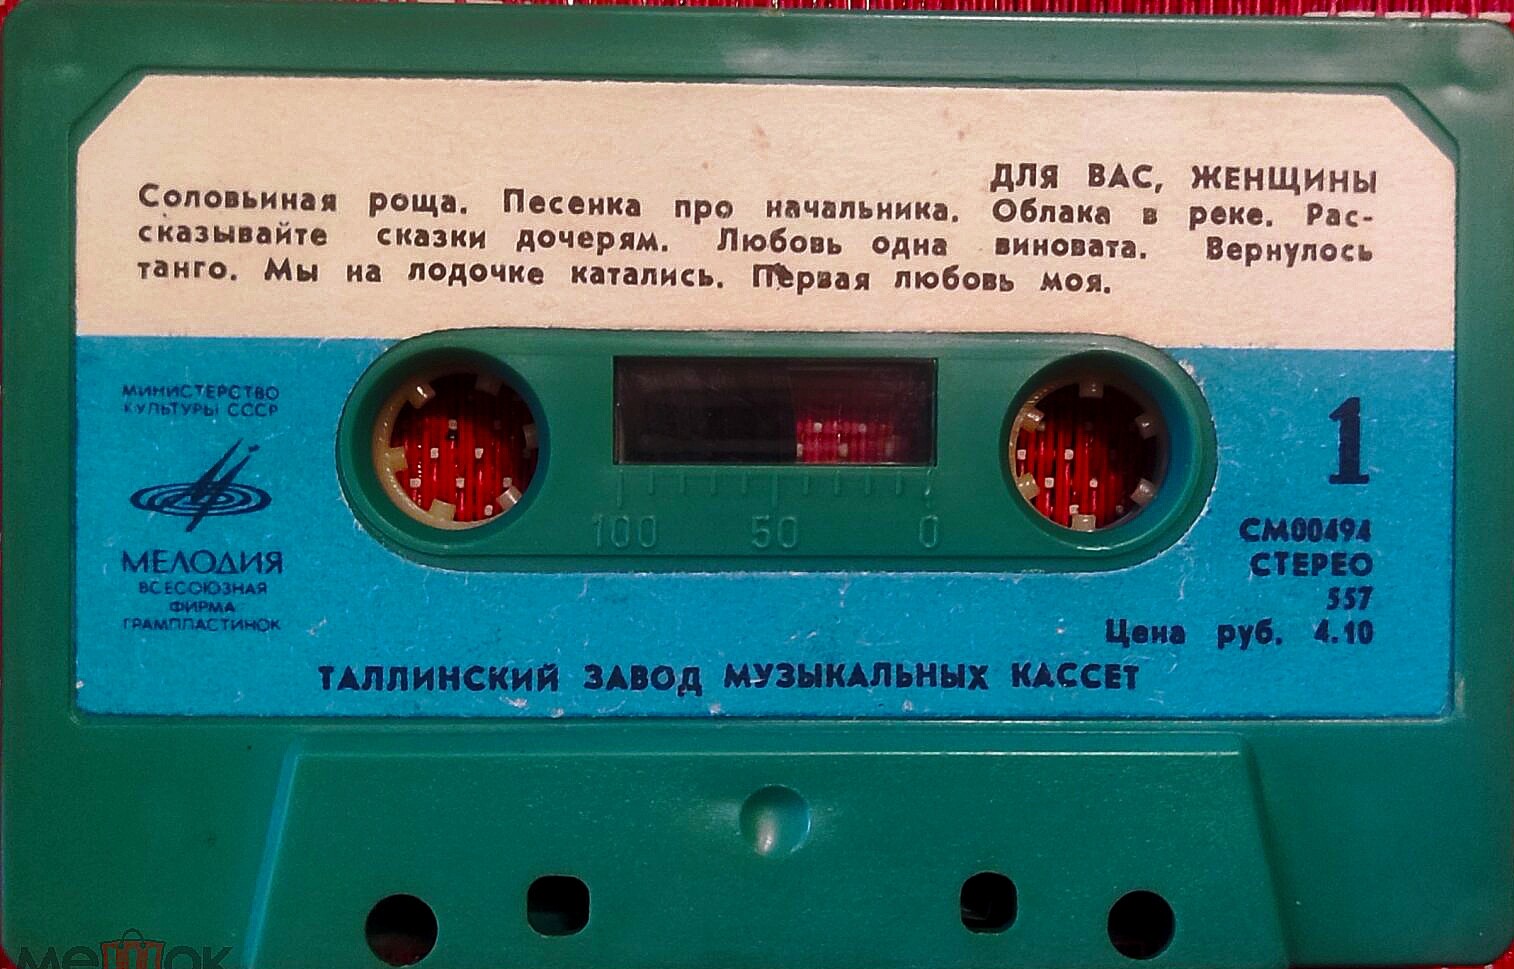 ДЛЯ ВАС, ЖЕНЩИНЫ
Соловьиная роща. Песенка про начальника. Облака в реке. Рас-
сказывайте сказки дочерям. Любовь одна виновата. Вернулось
танго. Мы на лодочке катались. Первая любовь моя.
МИНИСТЕРСТВО
КУЛЬТУРЫ СССР
МЕЛОДИЯ
ВСЕСОЮЗНАЯ
ФИРМА
ГРАМПЛАСТИНОК
100 50 0
1
СМ00494
СТЕРЕО
557
Цена руб. 4.10
ТАЛЛИНСКИЙ ЗАВОД МУЗЫКАЛЬНЫХ КАССЕТ
мешок